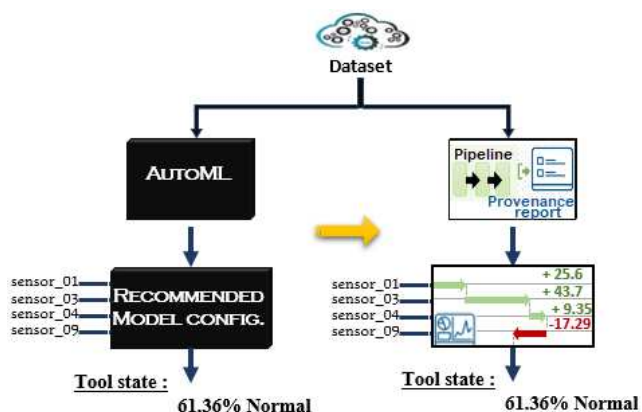 Dataset
AUTOML
Pipeline
Provenance
report
sensor_01
sensor_03
sensor_04
sensor_09
RECOMMENDED
MODEL CONFIG.
sensor_01
sensor_03
sensor_04
sensor_09
+ 25.6
+ 43.7
+ 9.35
-17.29
Tool state :
61.36% Normal
Tool state :
61.36% Normal